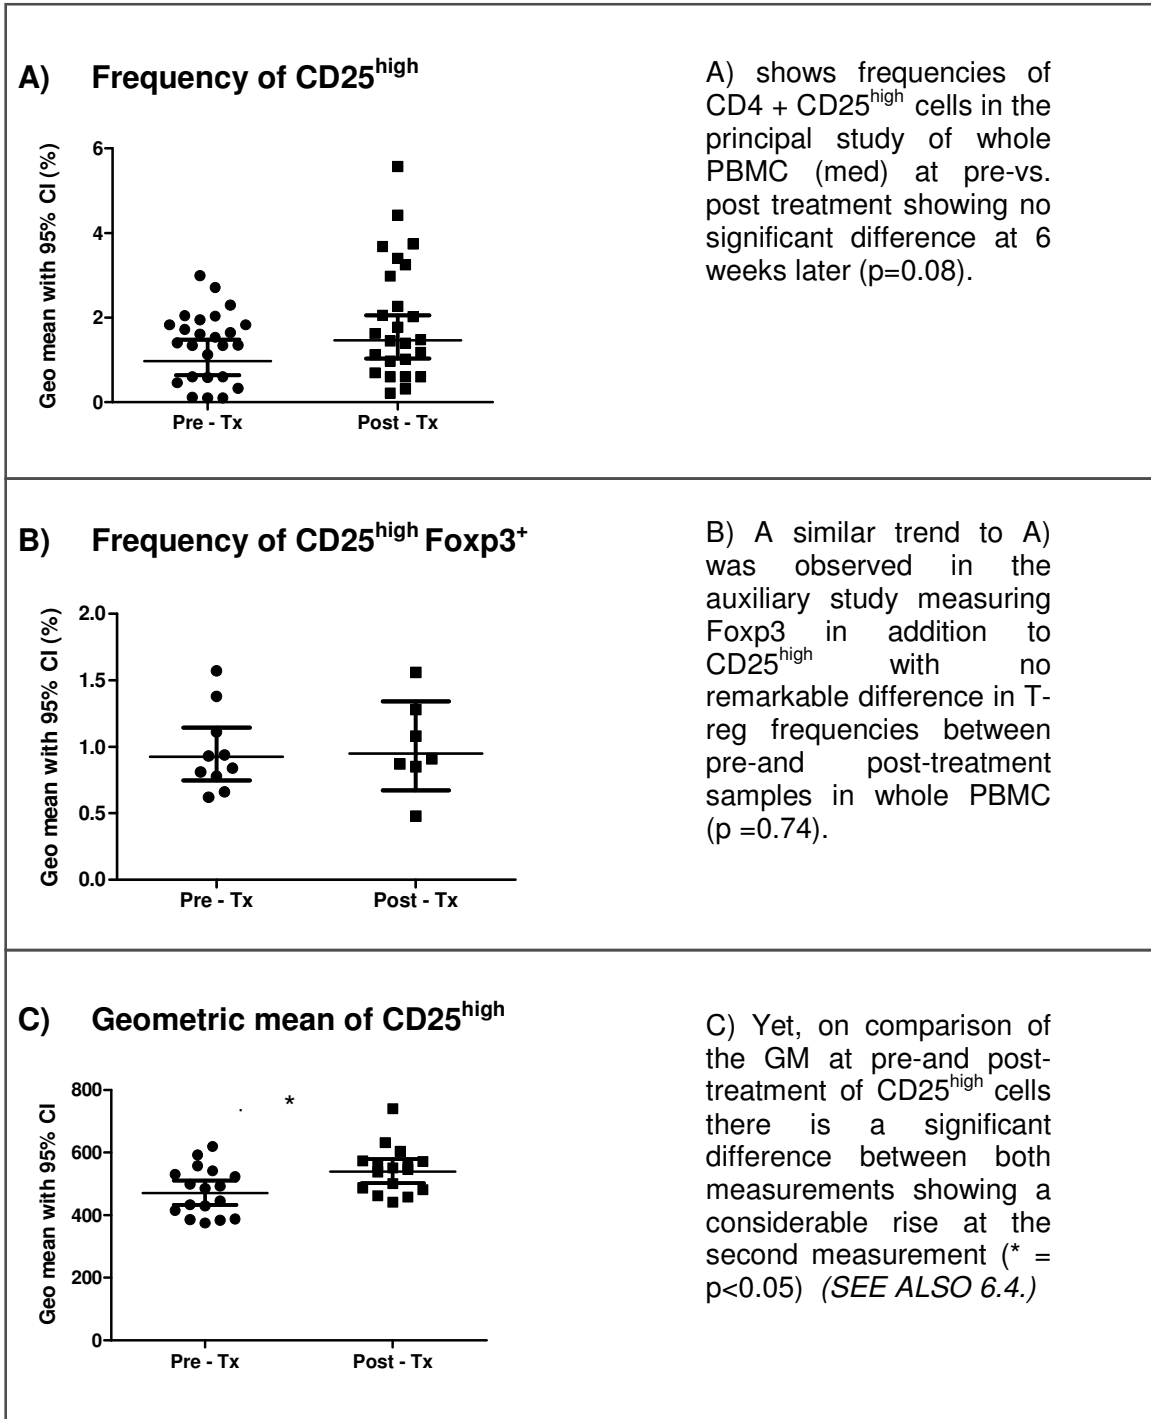 A) Frequency of CD25high
Geo mean with 95% CI (%)
6
4
2
0
Pre - Tx
Post - Tx
A) shows frequencies of
CD4 + CD25high cells in the
principal study of whole
PBMC (med) at pre-vs.
post treatment showing no
significant difference at 6
weeks later (p=0.08).
B) Frequency of CD25high Foxp3+
Geo mean with 95% CI (%)
2.0
1.5
1.0
0.5
0.0
Pre - Tx
Post - Tx
B) A similar trend to A)
was observed in the
auxiliary study measuring
Foxp3 in addition to
CD25high with no
remarkable difference in T-
reg frequencies between
pre-and post-treatment
samples in whole PBMC
(p =0.74).
C) Geometric mean of CD25high
Geo mean with 95% CI
800
600
400
200
0
. *
Pre - Tx
Post - Tx
C) Yet, on comparison of
the GM at pre-and post-
treatment of CD25high cells
there is a significant
difference between both
measurements showing a
considerable rise at the
second measurement (* =
p<0.05) (SEE ALSO 6.4.)